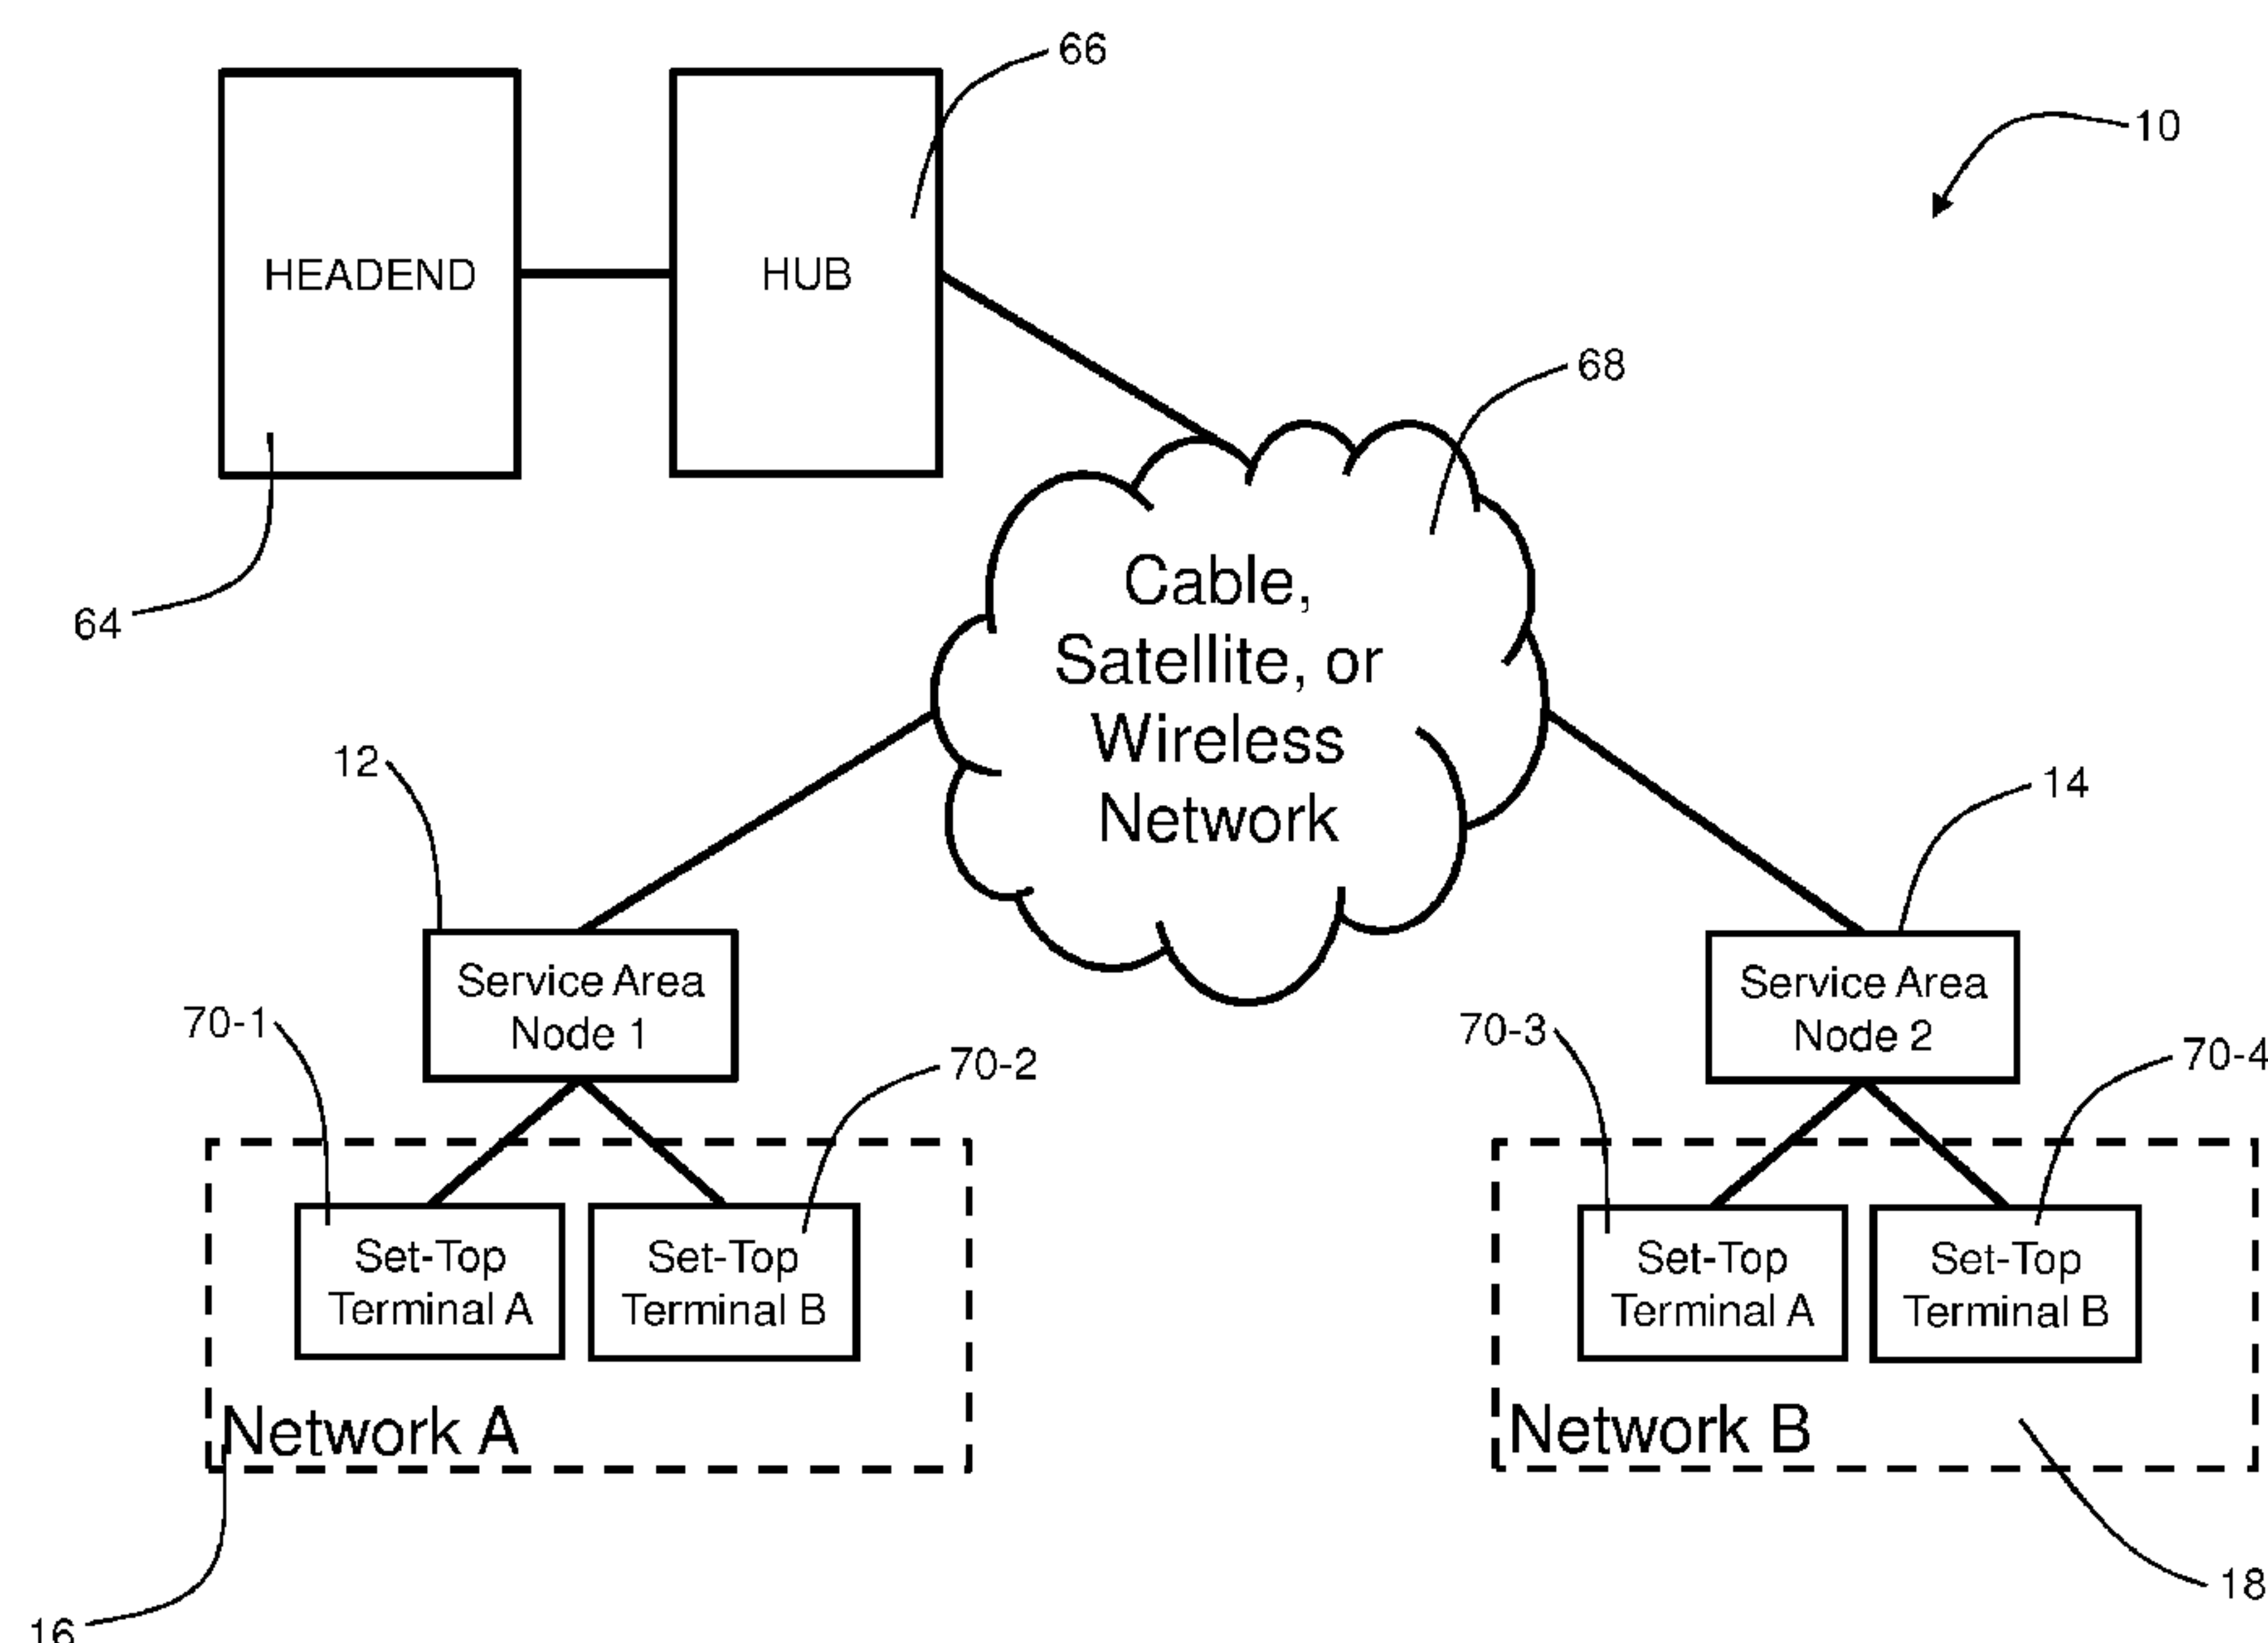 66
10
HEADEND
HUB
68
64
Cable,
Satellite, or
Wireless
Network
12
14
Service Area
Node 1
Service Area
Node 2
70-1
70-2
70-3
70-4
Set-Top
Terminal A
Set-Top
Terminal B
Set-Top
Terminal A
Set-Top
Terminal B
Network A
Network B
18
16